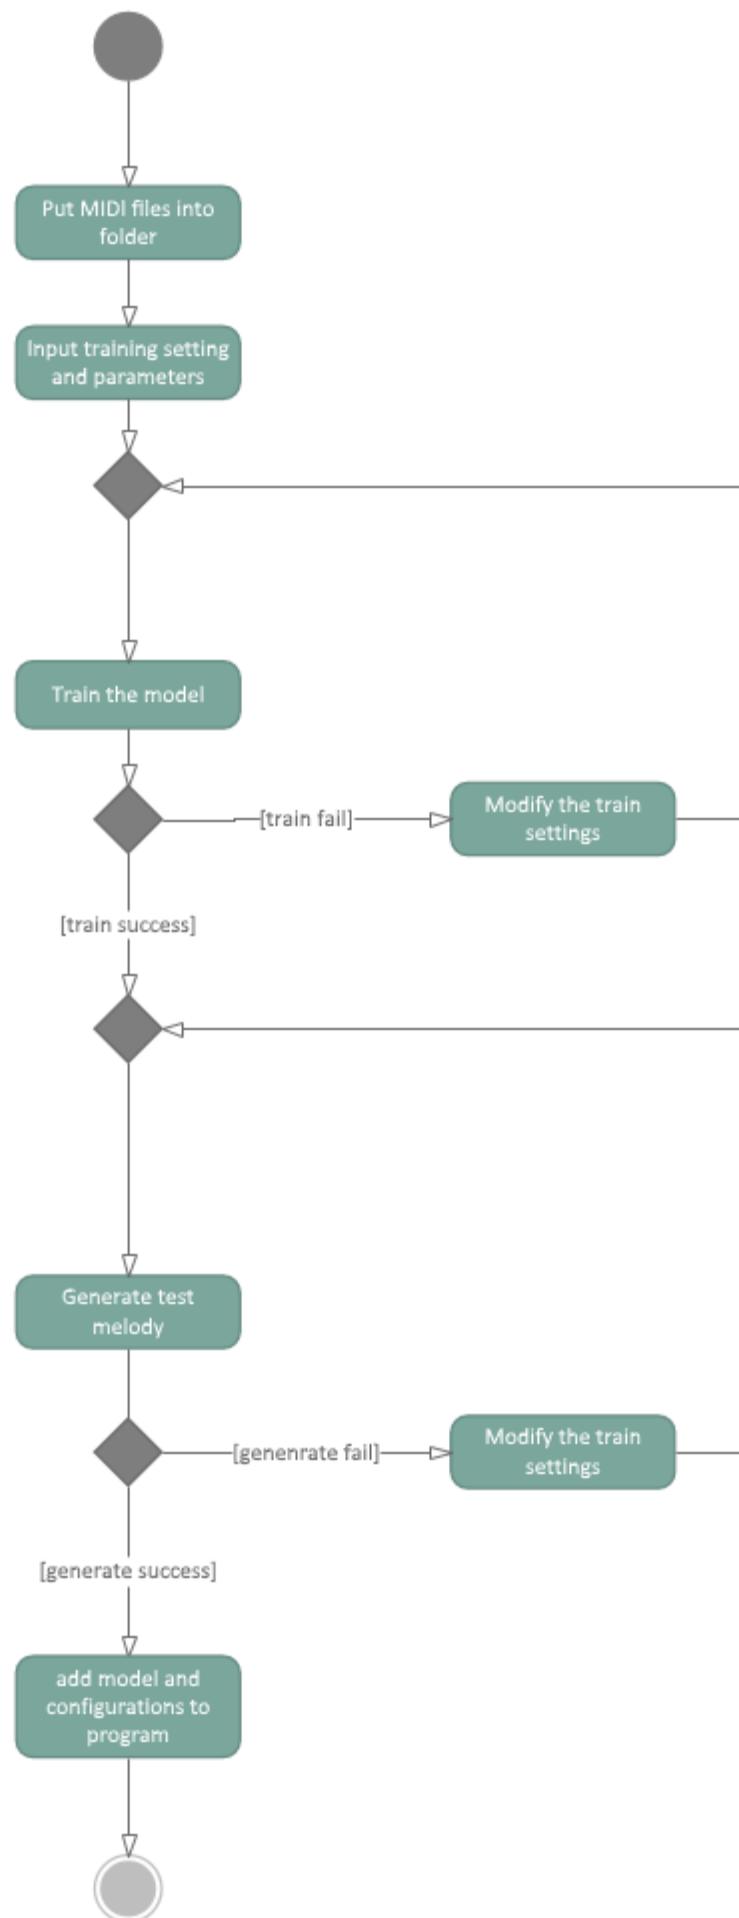 Put MIDI files into
folder
Input training setting
and parameters
Train the model
[train fail]
Modify the train
settings
[train success]
Generate test
melody
[genenrate fail]
Modify the train
settings
[generate success]
add model and
configurations to
program